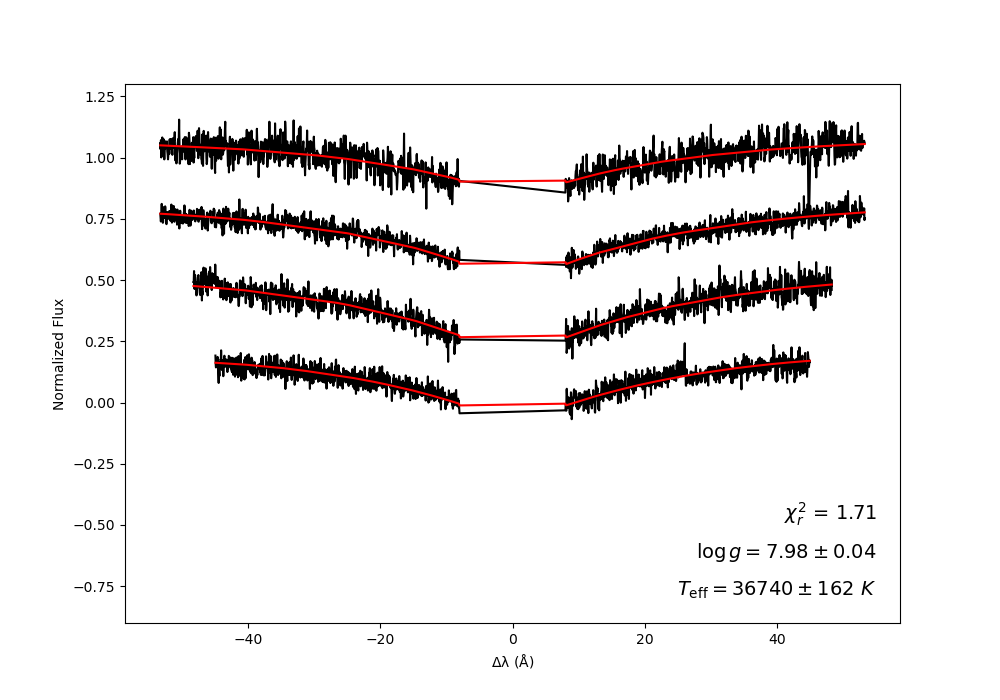 1.25
1.00
0.75
0.50
0.25
0.00
−0.25
−0.50
−0.75
Normalized Flux
χ²ᵣ = 1.71
log g = 7.98 ± 0.04
T_eff = 36740 ± 162 K
−40
−20
0
20
40
Δλ (Å)